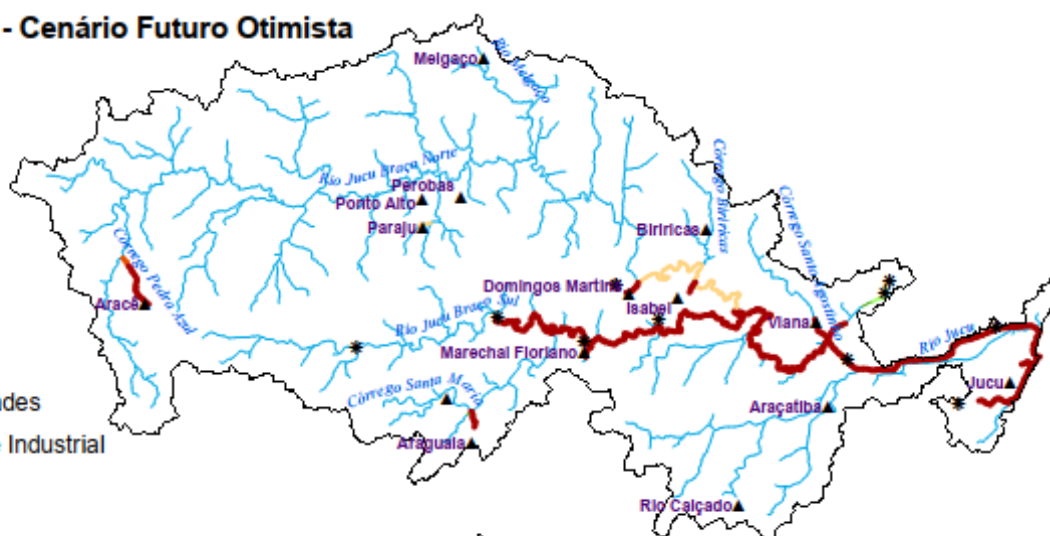 - Cenário Futuro Otimista
Melgaço
Rio Melgaço
Rio Jucu Braço Norte
Perobas
Ponto Alto
Paraju
Córrego Biriricas
Biriricas
Córrego Santo Agostinho
Córrego Pedra Azul
Aracê
Domingos Martins
Isabel
Viana
Rio Jucu Braço Sul
Marechal Floriano
Rio Jucu
Jucu
Córrego Santa Maria
Araçatiba
Araguaia
Rio Calçado
des
Industrial